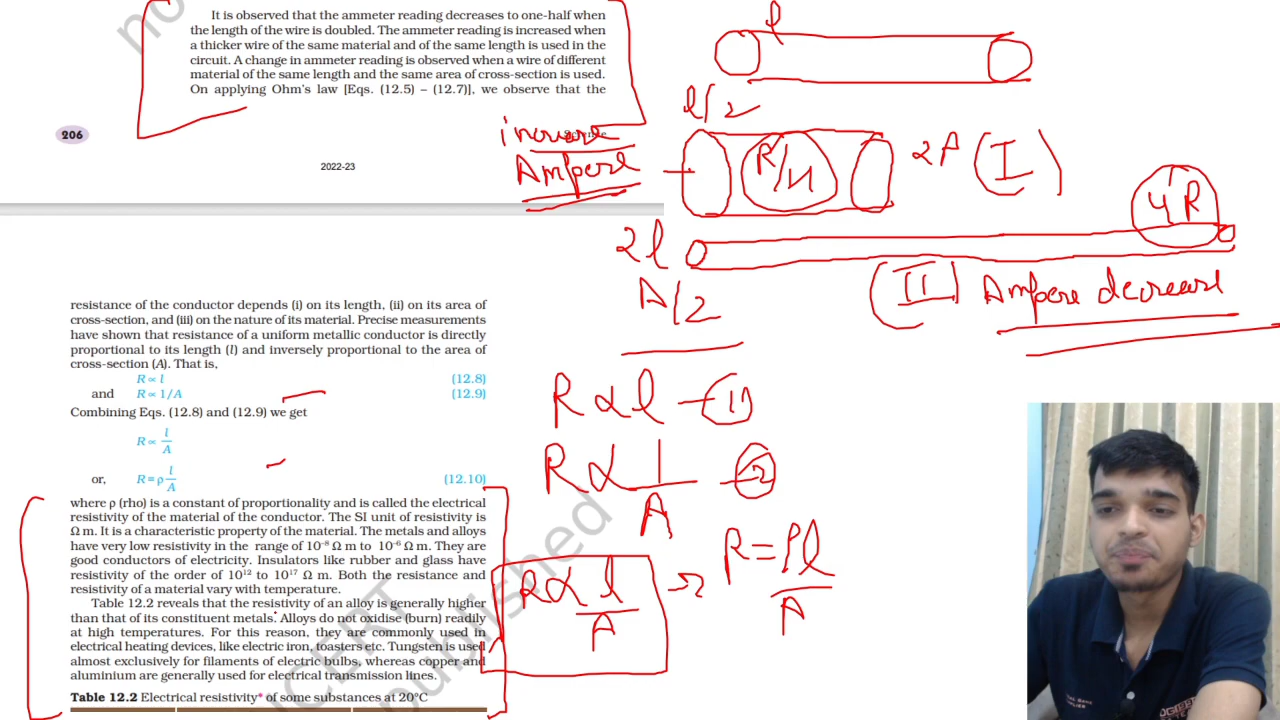 It is observed that the ammeter reading decreases to one-half when
the length of the wire is doubled. The ammeter reading is increased when
a thicker wire of the same material and of the same length is used in the
circuit. A change in ammeter reading is observed when a wire of different
material of the same length and the same area of cross-section is used.
On applying Ohm's law [Eqs. (12.5) – (12.7)], we observe that the
206
2022-23
resistance of the conductor depends (i) on its length, (ii) on its area of
cross-section, and (iii) on the nature of its material. Precise measurements
have shown that resistance of a uniform metallic conductor is directly
proportional to its length (l) and inversely proportional to the area of
cross-section (A). That is,
R ∝ l (12.8)
and R ∝ 1/A (12.9)
Combining Eqs. (12.8) and (12.9) we get
R ∝ l/A
or, R = ρ l/A (12.10)
where ρ (rho) is a constant of proportionality and is called the electrical
resistivity of the material of the conductor. The SI unit of resistivity is
Ω m. It is a characteristic property of the material. The metals and alloys
have very low resistivity in the range of 10⁻⁸ Ω m to 10⁻⁶ Ω m. They are
good conductors of electricity. Insulators like rubber and glass have
resistivity of the order of 10¹² to 10¹⁷ Ω m. Both the resistance and
resistivity of a material vary with temperature.
Table 12.2 reveals that the resistivity of an alloy is generally higher
than that of its constituent metals. Alloys do not oxidise (burn) readily
at high temperatures. For this reason, they are commonly used in
electrical heating devices, like electric iron, toasters etc. Tungsten is used
almost exclusively for filaments of electric bulbs, whereas copper and
aluminium are generally used for electrical transmission lines.
Table 12.2 Electrical resistivity* of some substances at 20°C
NCERT
published
l
l/2
increase
Ampere
R/4
2A (I)
4R
2l
A/2
(II) Ampere decrease
R ∝ l – (1)
R ∝ 1/A – (2)
R ∝ l/A
R = ρl/A